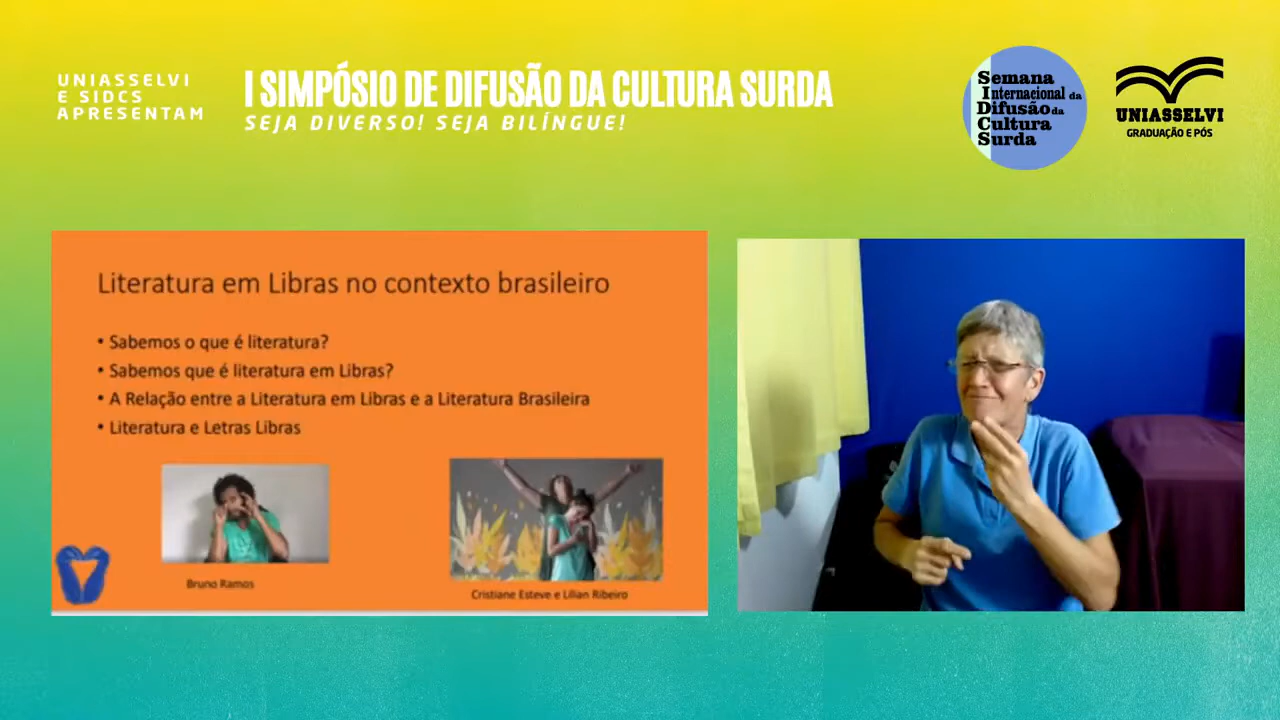 UNIASSELVI
E SIDCS
APRESENTAM
I SIMPÓSIO DE DIFUSÃO DA CULTURA SURDA
SEJA DIVERSO! SEJA BILÍNGUE!
Semana
Internacional da
Difusão da
Cultura
Surda
UNIASSELVI
GRADUAÇÃO E PÓS
Literatura em Libras no contexto brasileiro
• Sabemos o que é literatura?
• Sabemos que é literatura em Libras?
• A Relação entre a Literatura em Libras e a Literatura Brasileira
• Literatura e Letras Libras
Bruno Ramos
Cristiane Esteve e Lílian Ribeiro